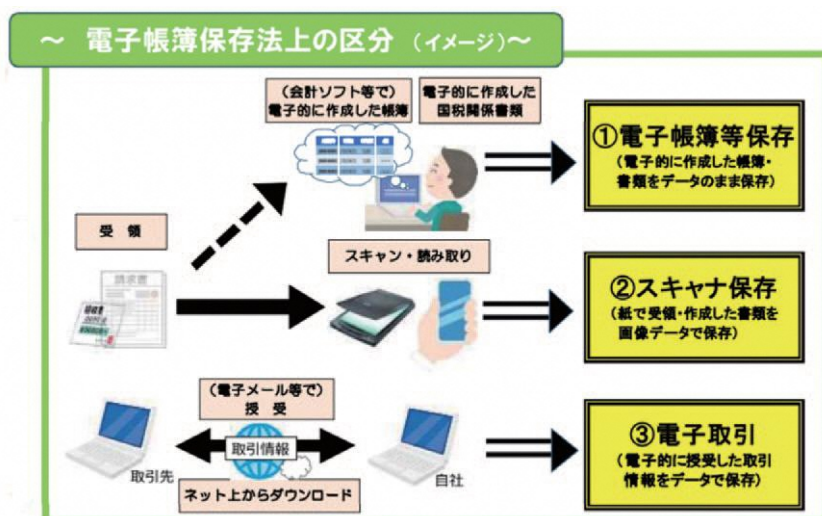 ～ 電子帳簿保存法上の区分 （イメージ）～
（会計ソフト等で）
電子的に作成した帳簿
電子的に作成した
国税関係書類
①電子帳簿等保存
（電子的に作成した帳簿・
書類をデータのまま保存）
受 領
請求書
領収書
スキャン・読み取り
②スキャナ保存
（紙で受領・作成した書類を
画像データで保存）
（電子メール等で）
授 受
取引情報
取引先
自社
ネット上からダウンロード
③電子取引
（電子的に授受した取引
情報をデータで保存）